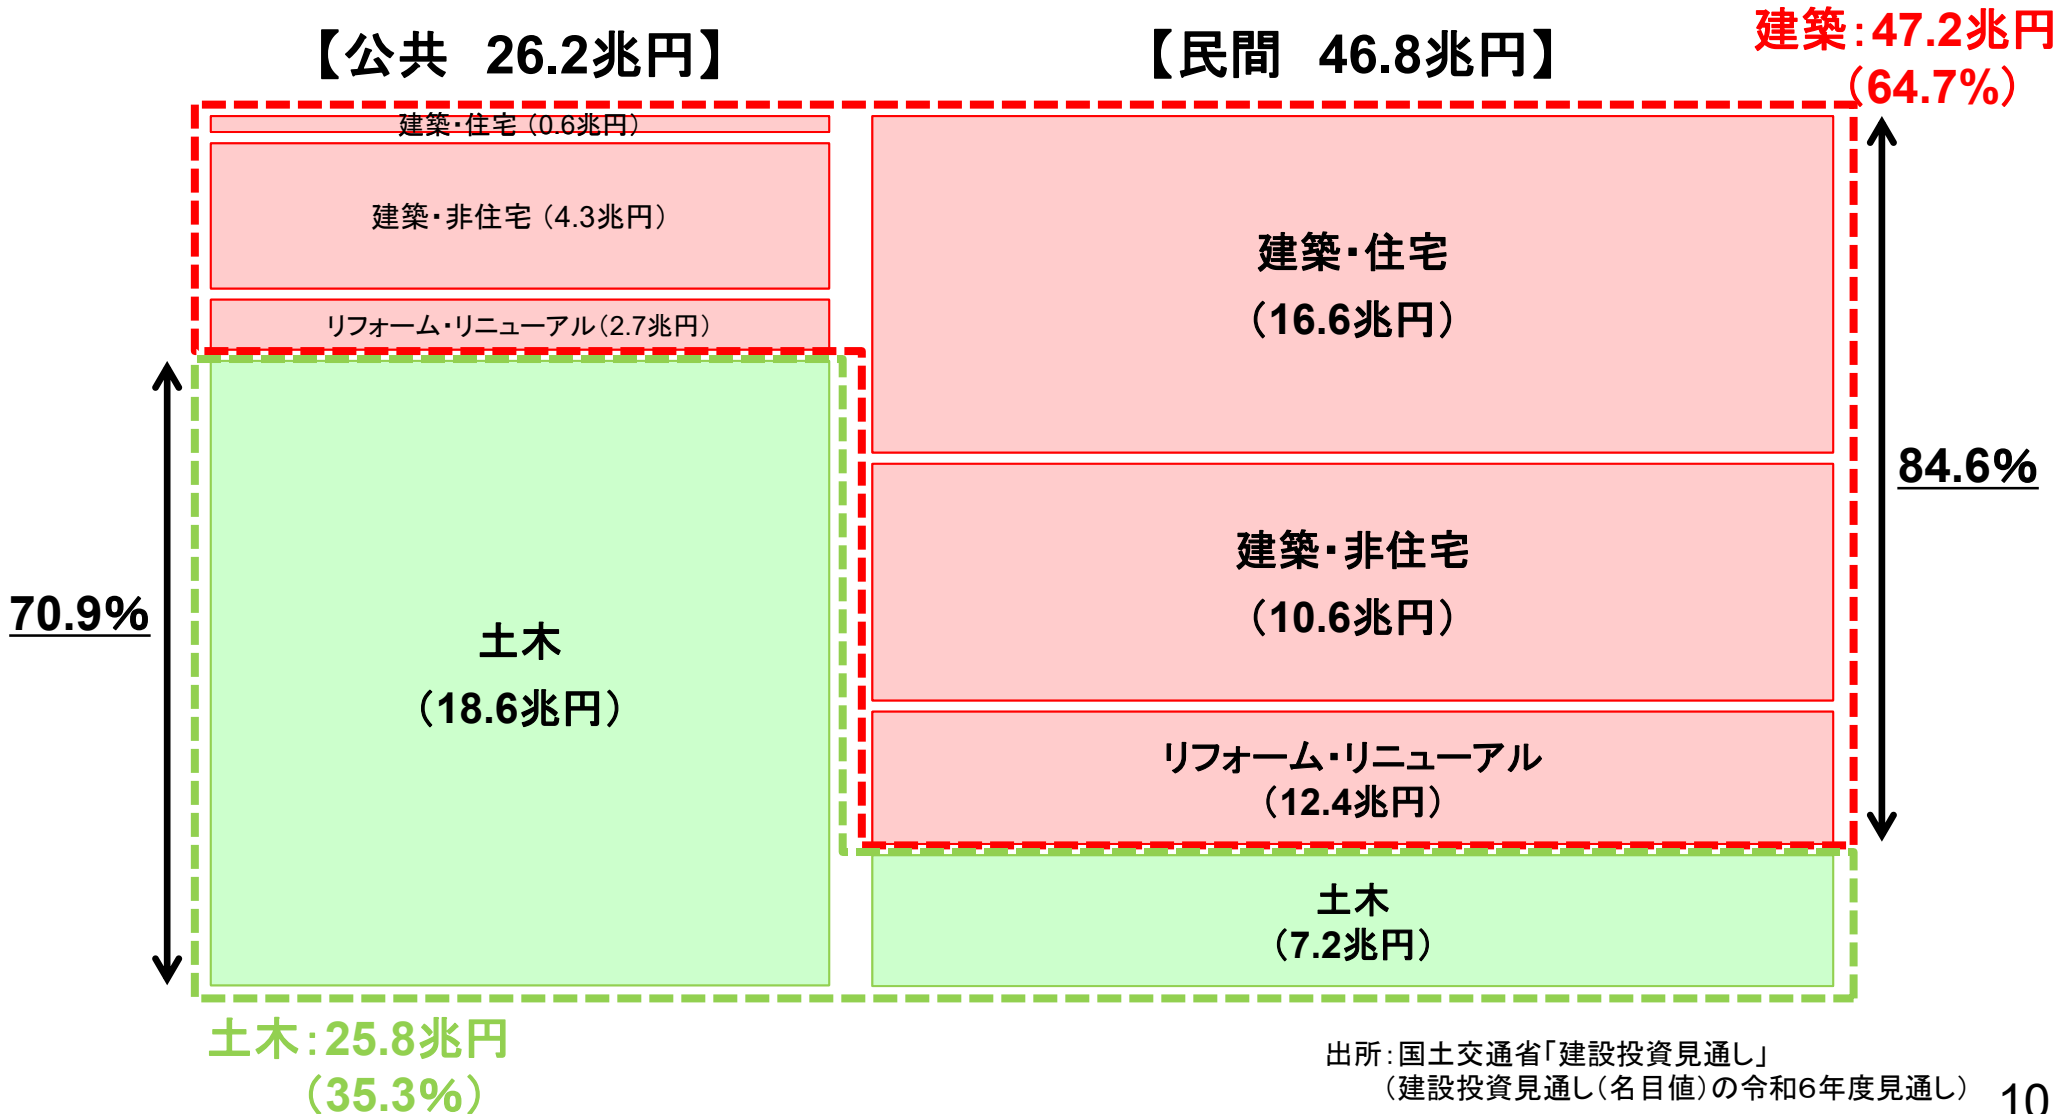 【公共　26.2兆円】
【民間　46.8兆円】
建築：47.2兆円
（64.7％）
建築・住宅（0.6兆円）
建築・非住宅（4.3兆円）
リフォーム・リニューアル（2.7兆円）
70.9%
土木
（18.6兆円）
建築・住宅
（16.6兆円）
建築・非住宅
（10.6兆円）
リフォーム・リニューアル
（12.4兆円）
土木
（7.2兆円）
84.6%
土木：25.8兆円
（35.3％）
出所：国土交通省「建設投資見通し」
（建設投資見通し（名目値）の令和６年度見通し）
10